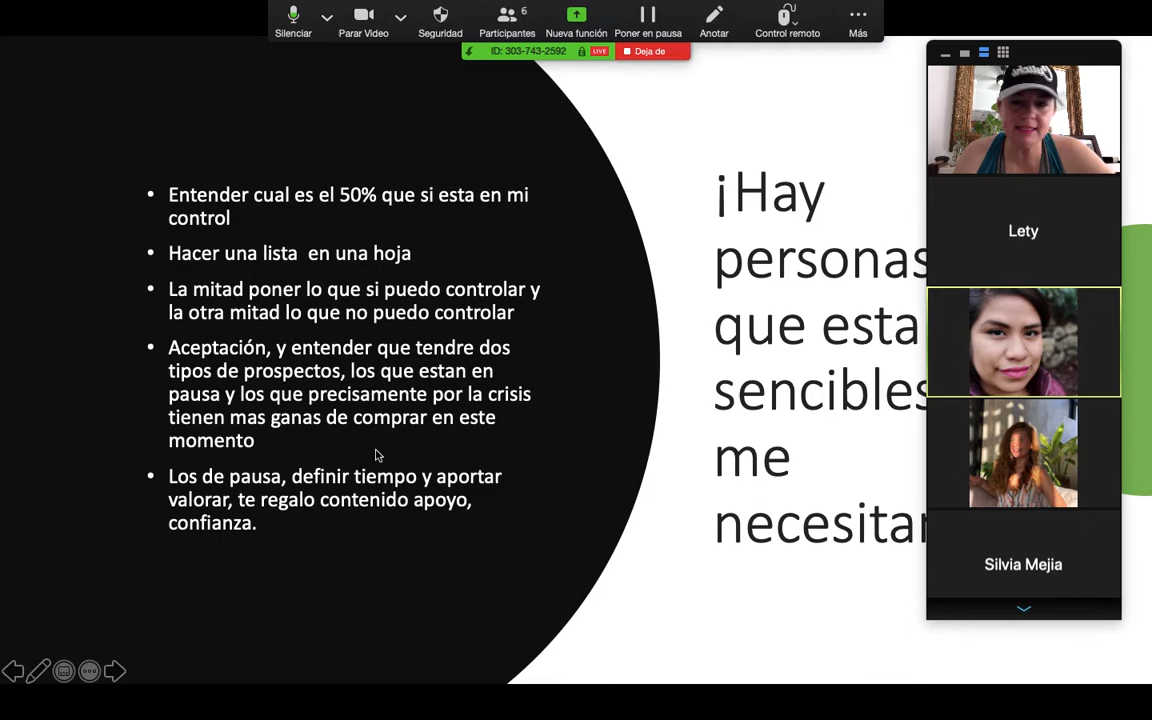 Silenciar
Parar Video
Seguridad
Participantes
6
Nueva función
Poner en pausa
Anotar
Control remoto
Más
ID: 303-743-2592
LIVE
Deja de
• Entender cual es el 50% que si esta en mi
control
• Hacer una lista en una hoja
• La mitad poner lo que si puedo controlar y
la otra mitad lo que no puedo controlar
• Aceptación, y entender que tendre dos
tipos de prospectos, los que estan en
pausa y los que precisamente por la crisis
tienen mas ganas de comprar en este
momento
• Los de pausa, definir tiempo y aportar
valorar, te regalo contenido apoyo,
confianza.
¡Hay
personas
que esta
sencibles
me
necesitar
Lety
Silvia Mejia